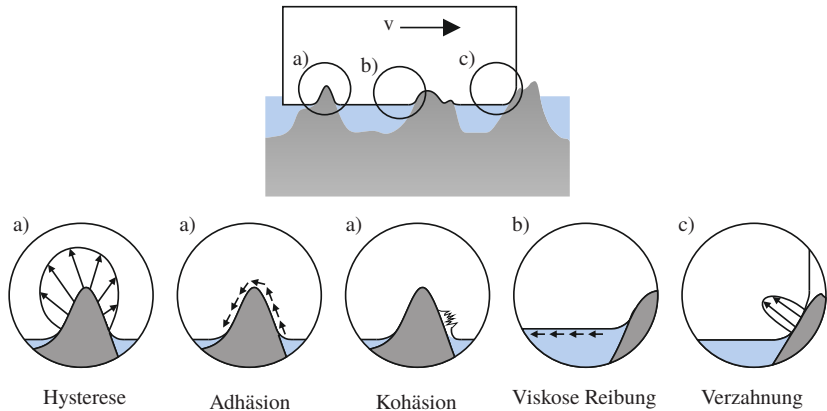 v
a)
b)
c)
a)
a)
a)
b)
c)
Hysterese
Adhäsion
Kohäsion
Viskose Reibung
Verzahnung